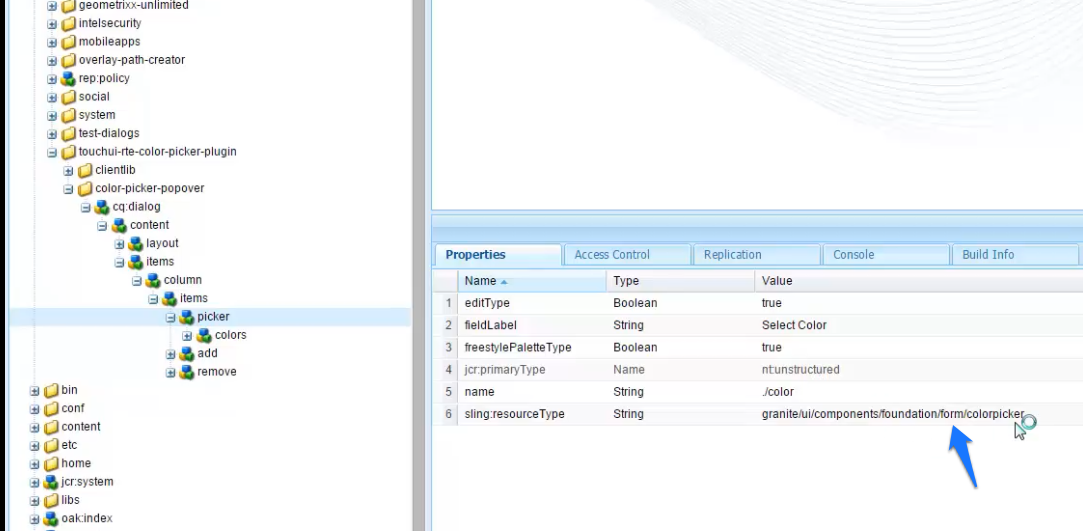 geometrixx-unlimited
intelsecurity
mobileapps
overlay-path-creator
rep:policy
social
system
test-dialogs
touchui-rte-color-picker-plugin
clientlib
color-picker-popover
cq:dialog
content
layout
items
column
items
picker
colors
add
remove
bin
conf
content
etc
home
jcr:system
libs
oak:index
Properties Access Control Replication Console Build Info
Name Type Value
1 editType Boolean true
2 fieldLabel String Select Color
3 freestylePaletteType Boolean true
4 jcr:primaryType Name nt:unstructured
5 name String ./color
6 sling:resourceType String granite/ui/components/foundation/form/colorpicker